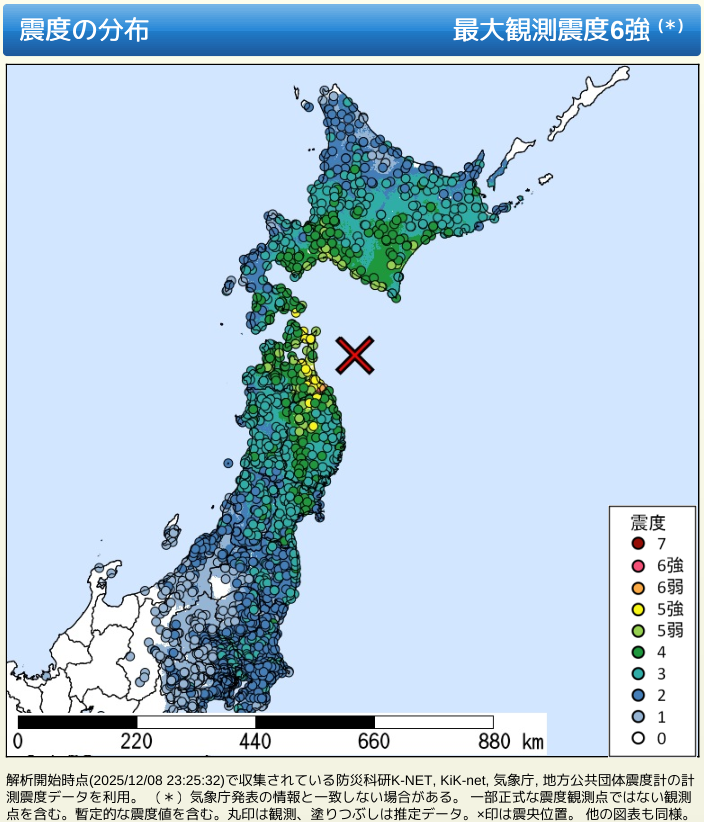 震度の分布
最大観測震度6強 (*)
震度
7
6強
6弱
5強
5弱
4
3
2
1
0
0 220 440 660 880 km
解析開始時点(2025/12/08 23:25:32)で収集されている防災科研K-NET, KiK-net, 気象庁, 地方公共団体震度計の計
測震度データを利用。 （＊）気象庁発表の情報と一致しない場合がある。 一部正式な震度観測点ではない観測
点を含む。暫定的な震度値を含む。丸印は観測、塗りつぶしは推定データ。×印は震央位置。 他の図表も同様。